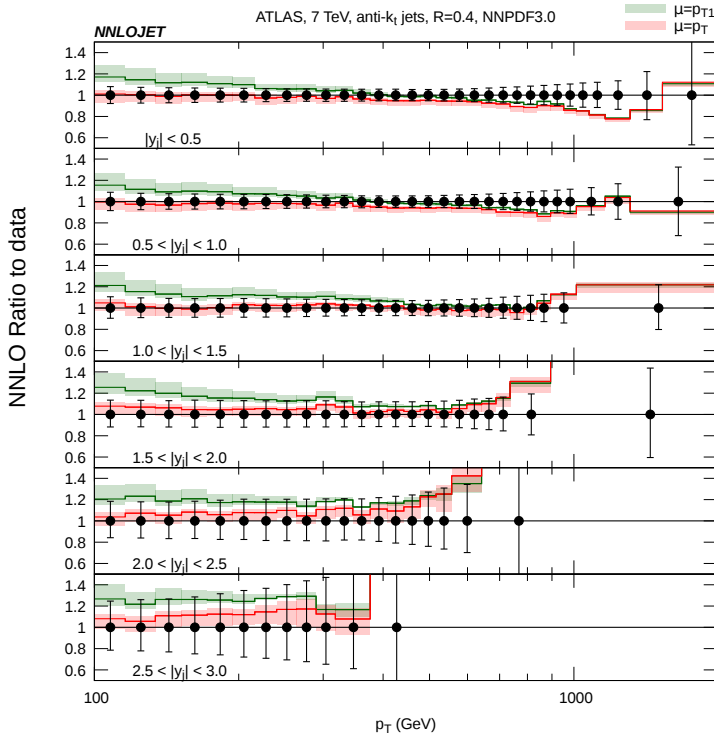 ATLAS, 7 TeV, anti-kt jets, R=0.4, NNPDF3.0
μ=pT1
μ=pT
NNLOJET
NNLO Ratio to data
1.4
1.2
1
0.8
0.6
|yj| < 0.5
1.4
1.2
1
0.8
0.6
0.5 < |yj| < 1.0
1.4
1.2
1
0.8
0.6
1.0 < |yj| < 1.5
1.4
1.2
1
0.8
0.6
1.5 < |yj| < 2.0
1.4
1.2
1
0.8
0.6
2.0 < |yj| < 2.5
1.4
1.2
1
0.8
0.6
2.5 < |yj| < 3.0
100
1000
pT (GeV)